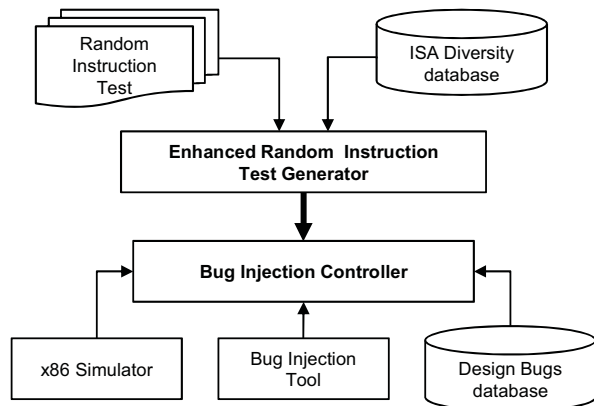 Random
Instruction
Test
ISA Diversity
database
Enhanced Random Instruction
Test Generator
Bug Injection Controller
x86 Simulator
Bug Injection
Tool
Design Bugs
database